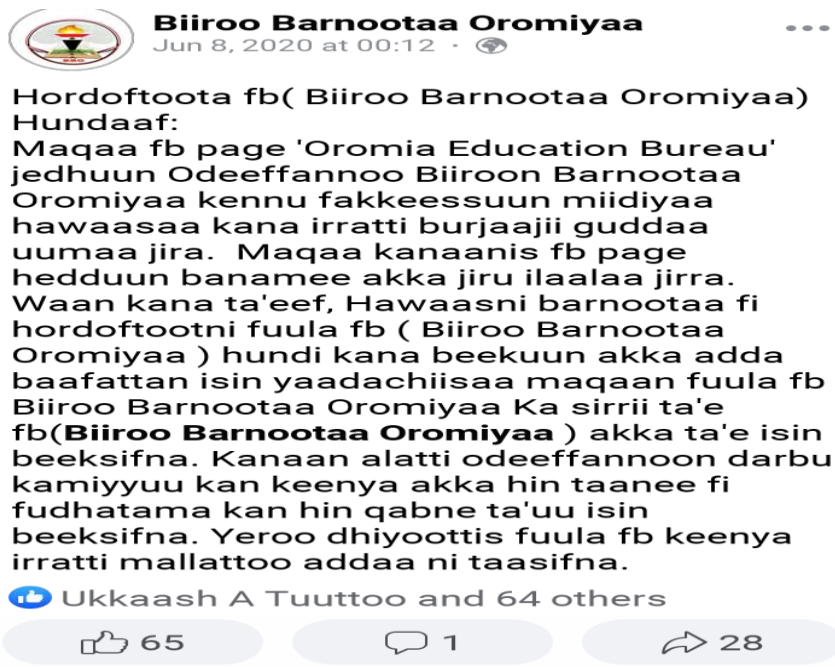 Biiroo Barnootaa Oromiyaa
Jun 8, 2020 at 00:12 ·
Hordoftoota fb( Biiroo Barnootaa Oromiyaa)
Hundaaf:
Maqaa fb page 'Oromia Education Bureau'
jedhuun Odeeffannoo Biiroon Barnootaa
Oromiyaa kennu fakkeessuun miidiyaa
hawaasaa kana irratti burjaajii guddaa
uumaa jira.  Maqaa kanaanis fb page
hedduun banamee akka jiru ilaalaa jirra.
Waan kana ta'eef, Hawaasni barnootaa fi
hordoftootni fuula fb ( Biiroo Barnootaa
Oromiyaa ) hundi kana beekuun akka adda
baafattan isin yaadachiisaa maqaan fuula fb
Biiroo Barnootaa Oromiyaa Ka sirrii ta'e
fb(Biiroo Barnootaa Oromiyaa ) akka ta'e isin
beeksifna. Kanaan alatti odeeffannoon darbu
kamiyyuu kan keenya akka hin taanee fi
fudhatama kan hin qabne ta'uu isin
beeksifna. Yeroo dhiyoottis fuula fb keenya
irratti mallattoo addaa ni taasifna.
Ukkaash A Tuuttoo and 64 others
65 1 28